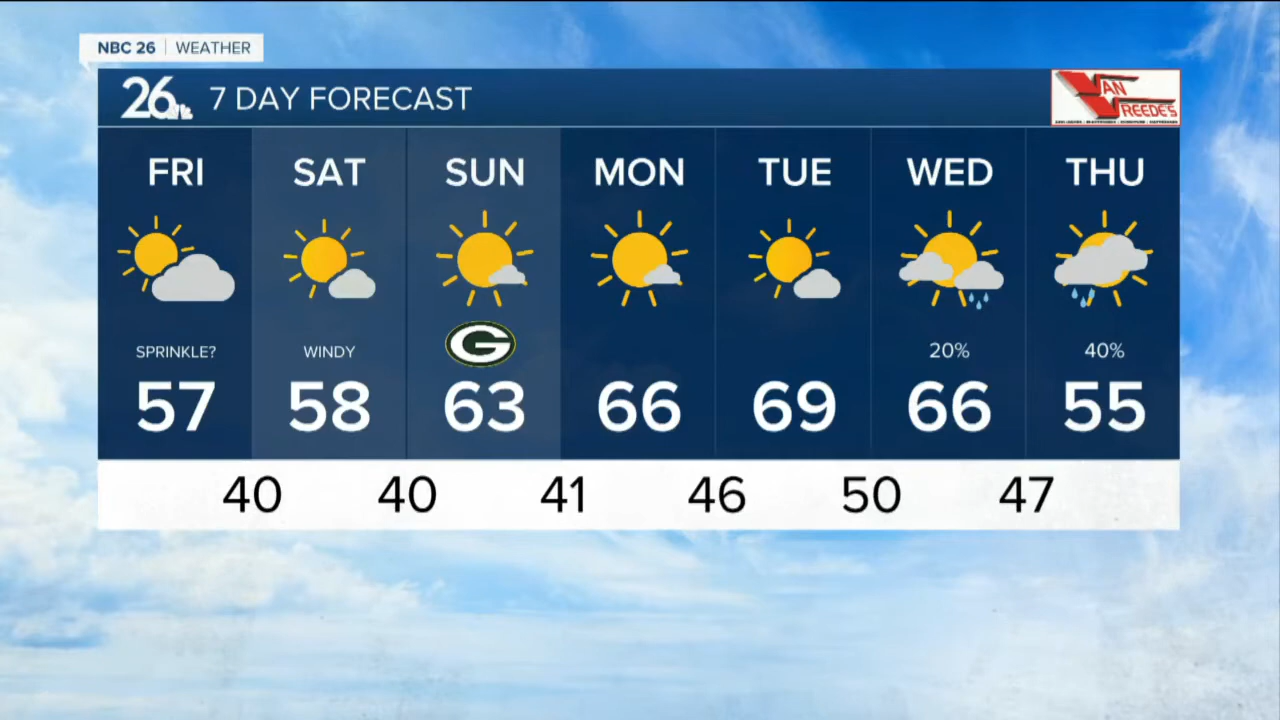 NBC 26 | WEATHER
26 7 DAY FORECAST
VAN VREEDE'S
FRI SAT SUN MON TUE WED THU
G
SPRINKLE? WINDY 20% 40%
57 58 63 66 69 66 55
40 40 41 46 50 47